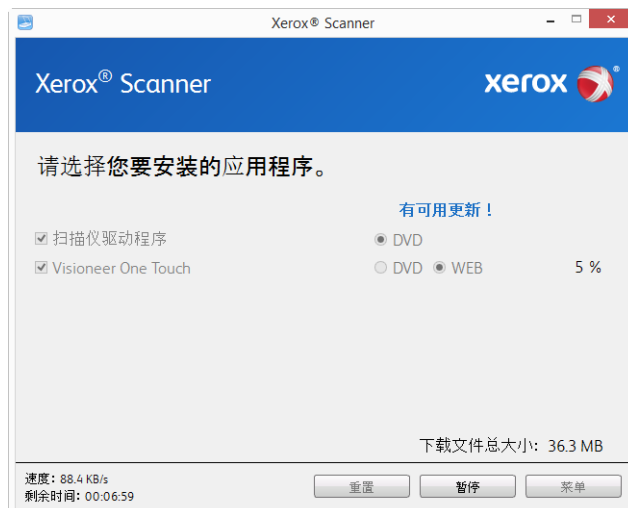 Xerox® Scanner
Xerox® Scanner
xerox®
请选择您要安装的应用程序。
有可用更新！
扫描仪驱动程序 DVD
Visioneer One Touch DVD WEB 5 %
下载文件总大小: 36.3 MB
速度: 88.4 KB/s
剩余时间: 00:06:59
重置 暂停 菜单